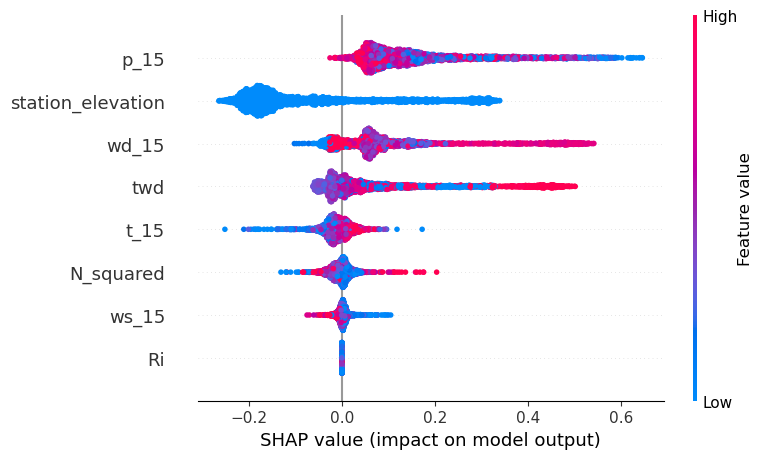 High
p_15
station_elevation
wd_15
twd
t_15
N_squared
ws_15
Ri
Feature value
Low
−0.2 0.0 0.2 0.4 0.6
SHAP value (impact on model output)